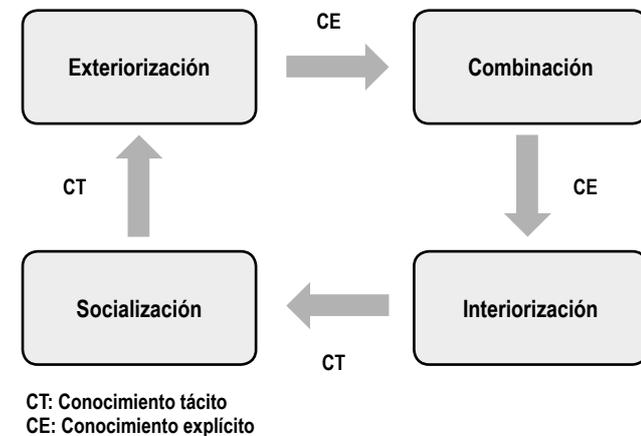 CE
Exteriorización
Combinación
CT
CE
Socialización
Interiorización
CT
CT: Conocimiento tácito
CE: Conocimiento explícito